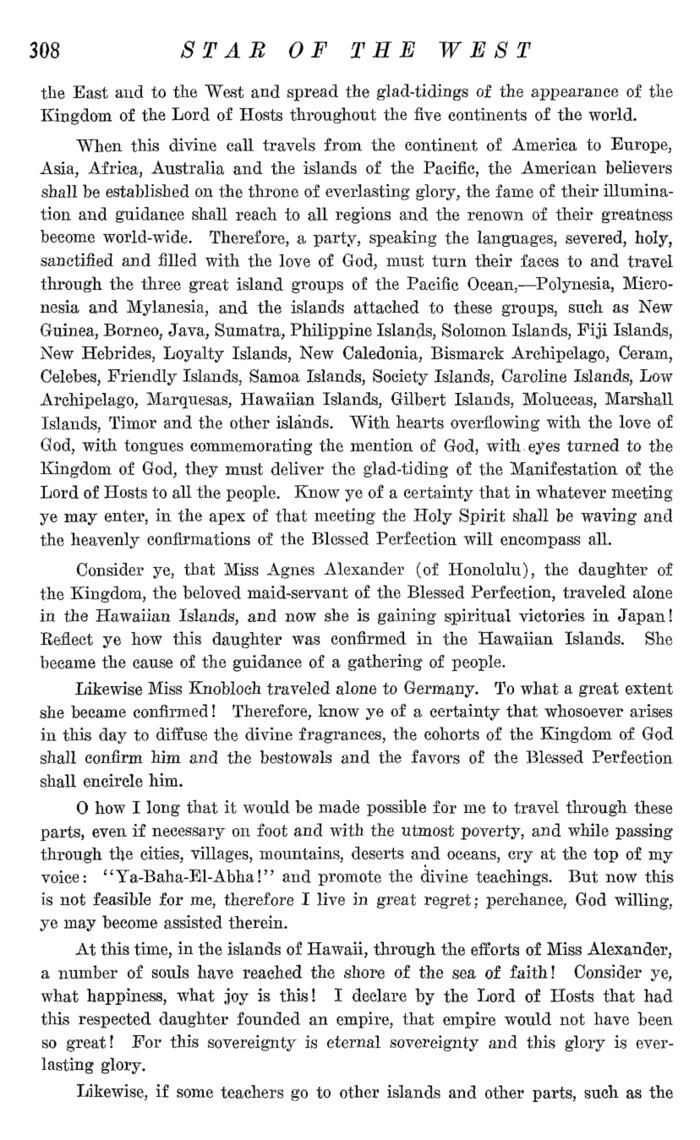 308 STAR OF THE WEST
the East and to the West and spread the glad-tidings of the appearance of the
Kingdom of the Lord of Hosts throughout the five continents of the world.
When this divine call travels from the continent of America to Europe,
Asia, Africa, Australia and the islands of the Pacific, the American believers
shall be established on the throne of everlasting glory, the fame of their illumina-
tion and guidance shall reach to all regions and the renown of their greatness
become world-wide. Therefore, a party, speaking the languages, severed, holy,
sanctified and filled with the love of God, must turn their faces to and travel
through the three great island groups of the Pacific Ocean,—Polynesia, Micro-
nesia and Mylanesia, and the islands attached to these groups, such as New
Guinea, Borneo, Java, Sumatra, Philippine Islands, Solomon Islands, Fiji Islands,
New Hebrides, Loyalty Islands, New Caledonia, Bismarck Archipelago, Ceram,
Celebes, Friendly Islands, Samoa Islands, Society Islands, Caroline Islands, Low
Archipelago, Marquesas, Hawaiian Islands, Gilbert Islands, Moluccas, Marshall
Islands, Timor and the other islands. With hearts overflowing with the love of
God, with tongues commemorating the mention of God, with eyes turned to the
Kingdom of God, they must deliver the glad-tiding of the Manifestation of the
Lord of Hosts to all the people. Know ye of a certainty that in whatever meeting
ye may enter, in the apex of that meeting the Holy Spirit shall be waving and
the heavenly confirmations of the Blessed Perfection will encompass all.
Consider ye, that Miss Agnes Alexander (of Honolulu), the daughter of
the Kingdom, the beloved maid-servant of the Blessed Perfection, traveled alone
in the Hawaiian Islands, and now she is gaining spiritual victories in Japan!
Reflect ye how this daughter was confirmed in the Hawaiian Islands. She
became the cause of the guidance of a gathering of people.
Likewise Miss Knobloch traveled alone to Germany. To what a great extent
she became confirmed! Therefore, know ye of a certainty that whosoever arises
in this day to diffuse the divine fragrances, the cohorts of the Kingdom of God
shall confirm him and the bestowals and the favors of the Blessed Perfection
shall encircle him.
O how I long that it would be made possible for me to travel through these
parts, even if necessary on foot and with the utmost poverty, and while passing
through the cities, villages, mountains, deserts and oceans, cry at the top of my
voice: "Ya-Baha-El-Abha!" and promote the divine teachings. But now this
is not feasible for me, therefore I live in great regret; perchance, God willing,
ye may become assisted therein.
At this time, in the islands of Hawaii, through the efforts of Miss Alexander,
a number of souls have reached the shore of the sea of faith! Consider ye,
what happiness, what joy is this! I declare by the Lord of Hosts that had
this respected daughter founded an empire, that empire would not have been
so great! For this sovereignty is eternal sovereignty and this glory is ever-
lasting glory.
Likewise, if some teachers go to other islands and other parts, such as the